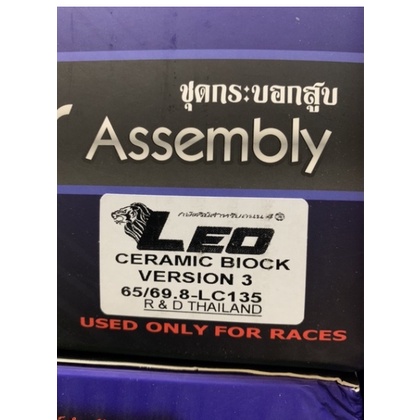 ชุดกระบอกสูบ
Assembly
LEO
CERAMIC BIOCK
VERSION 3
65/69.8-LC135
R & D THAILAND
USED ONLY FOR RACES